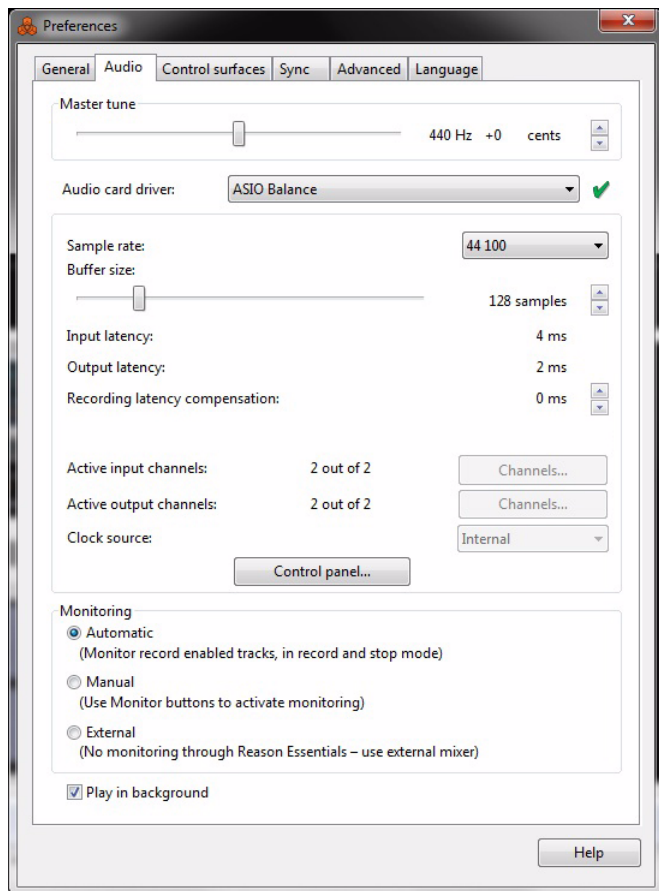 Preferences
General Audio Control surfaces Sync Advanced Language
Master tune
440 Hz +0 cents
Audio card driver: ASIO Balance
Sample rate: 44 100
Buffer size:
128 samples
Input latency: 4 ms
Output latency: 2 ms
Recording latency compensation: 0 ms
Active input channels: 2 out of 2 Channels...
Active output channels: 2 out of 2 Channels...
Clock source: Internal
Control panel...
Monitoring
Automatic
(Monitor record enabled tracks, in record and stop mode)
Manual
(Use Monitor buttons to activate monitoring)
External
(No monitoring through Reason Essentials – use external mixer)
Play in background
Help